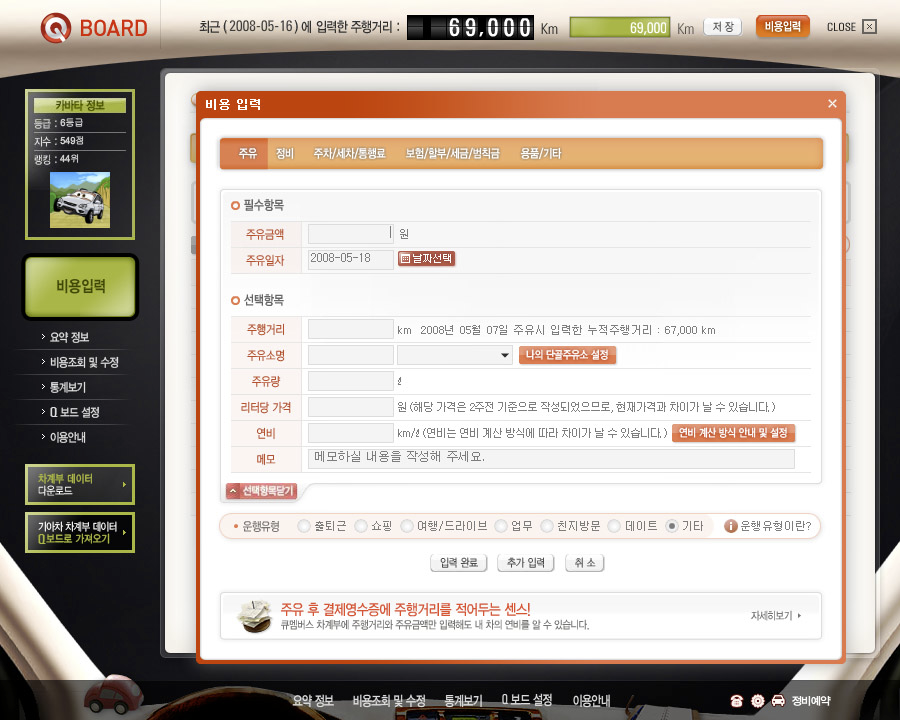 Q BOARD
최근 ( 2008-05-16 ) 에 입력한 주행거리 : 69,000 Km 69,000 Km 저 장 비용입력 CLOSE
카바타 정보
등급 : 6등급
지수 : 549점
랭킹 : 44위
비용입력
요약 정보
비용조회 및 수정
통계보기
Q 보드 설정
이용안내
차계부 데이터
다운로드
기아차 차계부 데이터
Q보드로 가져오기
비용 입력
주유 정비 주차/세차/통행료 보험/할부/세금/범칙금 용품/기타
필수항목
주유금액 원
주유일자 2008-05-18 날짜선택
선택항목
주행거리 km 2008년 05월 07일 주유시 입력한 누적주행거리 : 67,000 km
주유소명 나의 단골주유소 설정
주유량 ℓ
리터당 가격 원 (해당 가격은 2주전 기준으로 작성되었으므로, 현재가격과 차이가 날 수 있습니다.)
연비 km/ℓ (연비는 연비 계산 방식에 따라 차이가 날 수 있습니다.) 연비 계산 방식 안내 및 설정
메모 메모하실 내용을 작성해 주세요.
선택항목닫기
운행유형 출퇴근 쇼핑 여행/드라이브 업무 친지방문 데이트 기타 운행유형이란?
입력 완료 추가 입력 취 소
주유 후 결제영수증에 주행거리를 적어두는 센스!
큐멤버스 차계부에 주행거리와 주유금액만 입력해도 내 차의 연비를 알 수 있습니다.
자세히보기
요약 정보 비용조회 및 수정 통계보기 Q 보드 설정 이용안내 정비예약